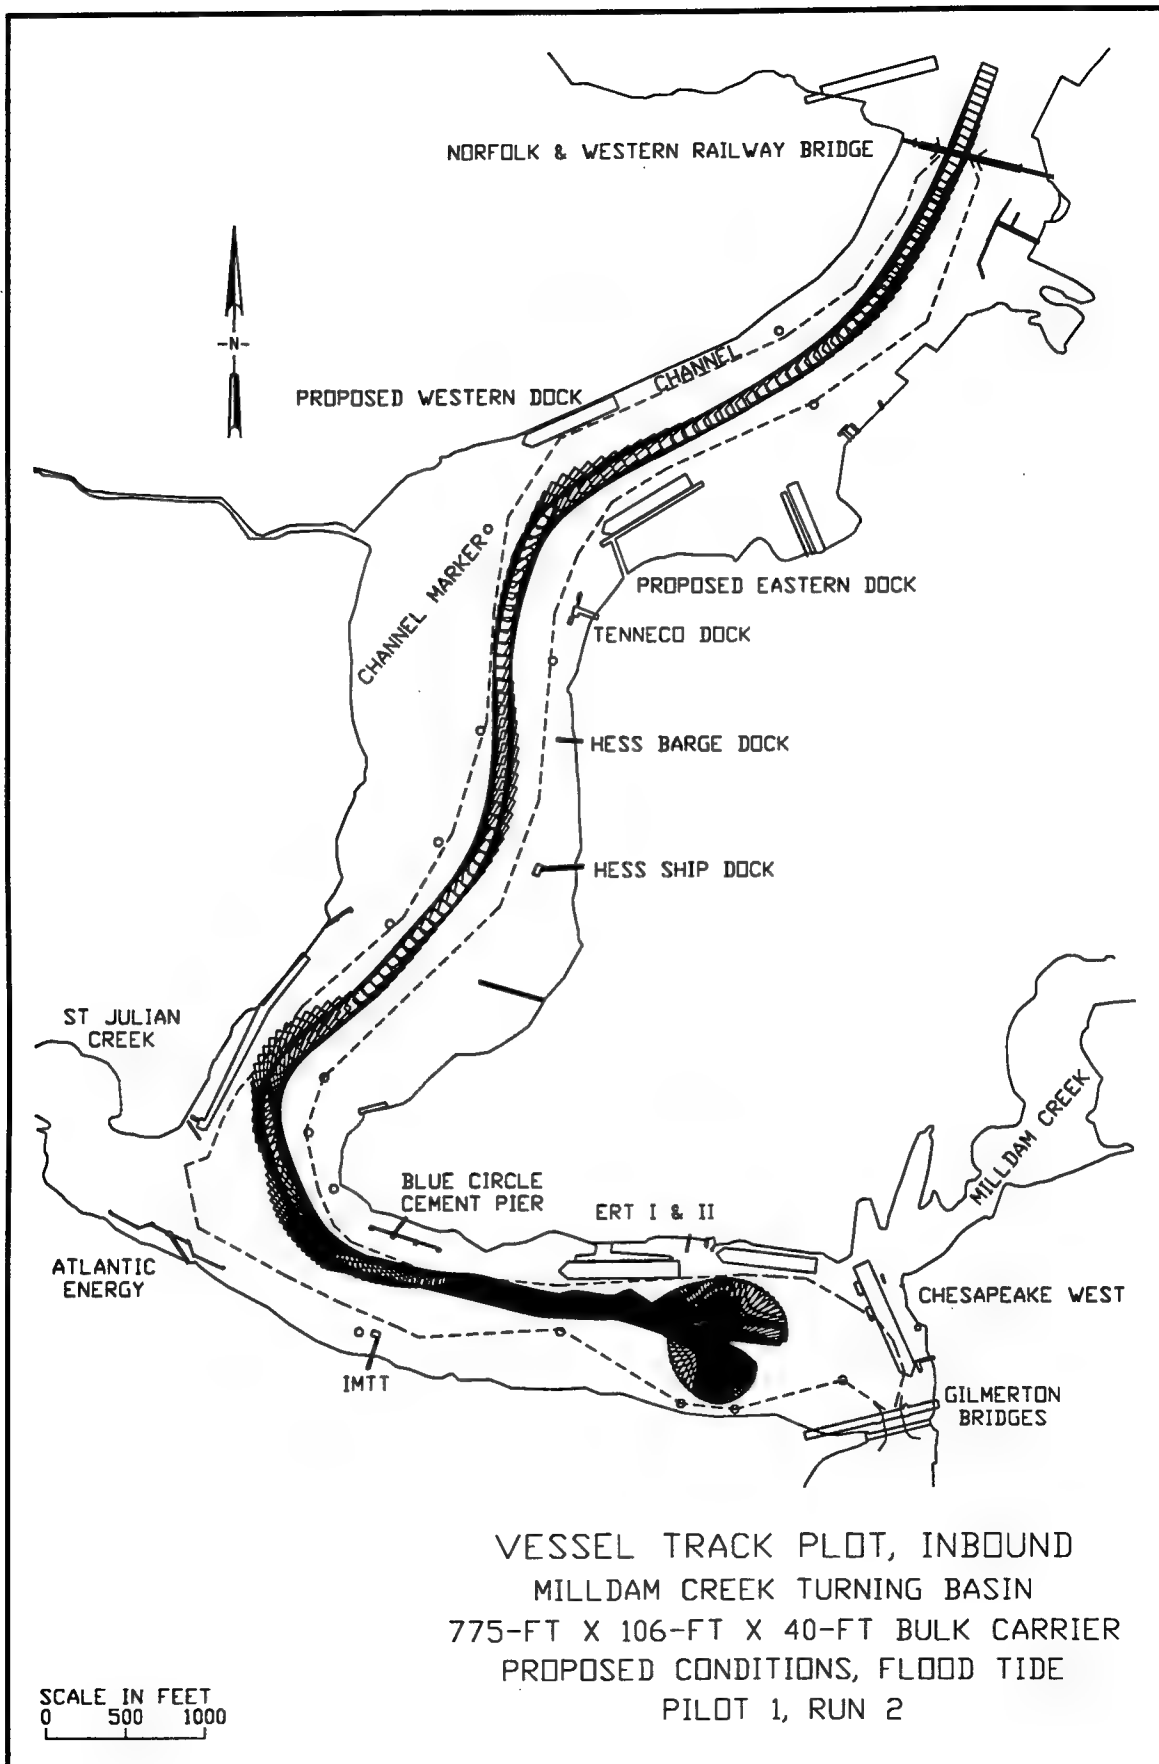 NORFOLK & WESTERN RAILWAY BRIDGE
-N-
CHANNEL
PROPOSED WESTERN DOCK
CHANNEL MARKER
PROPOSED EASTERN DOCK
TENNECO DOCK
HESS BARGE DOCK
HESS SHIP DOCK
ST JULIAN
CREEK
MILLDAM CREEK
BLUE CIRCLE
CEMENT PIER
ERT I & II
ATLANTIC
ENERGY
CHESAPEAKE WEST
IMTT
GILMERTON
BRIDGES
VESSEL TRACK PLOT, INBOUND
MILLDAM CREEK TURNING BASIN
775-FT X 106-FT X 40-FT BULK CARRIER
PROPOSED CONDITIONS, FLOOD TIDE
PILOT 1, RUN 2
SCALE IN FEET
0 500 1000